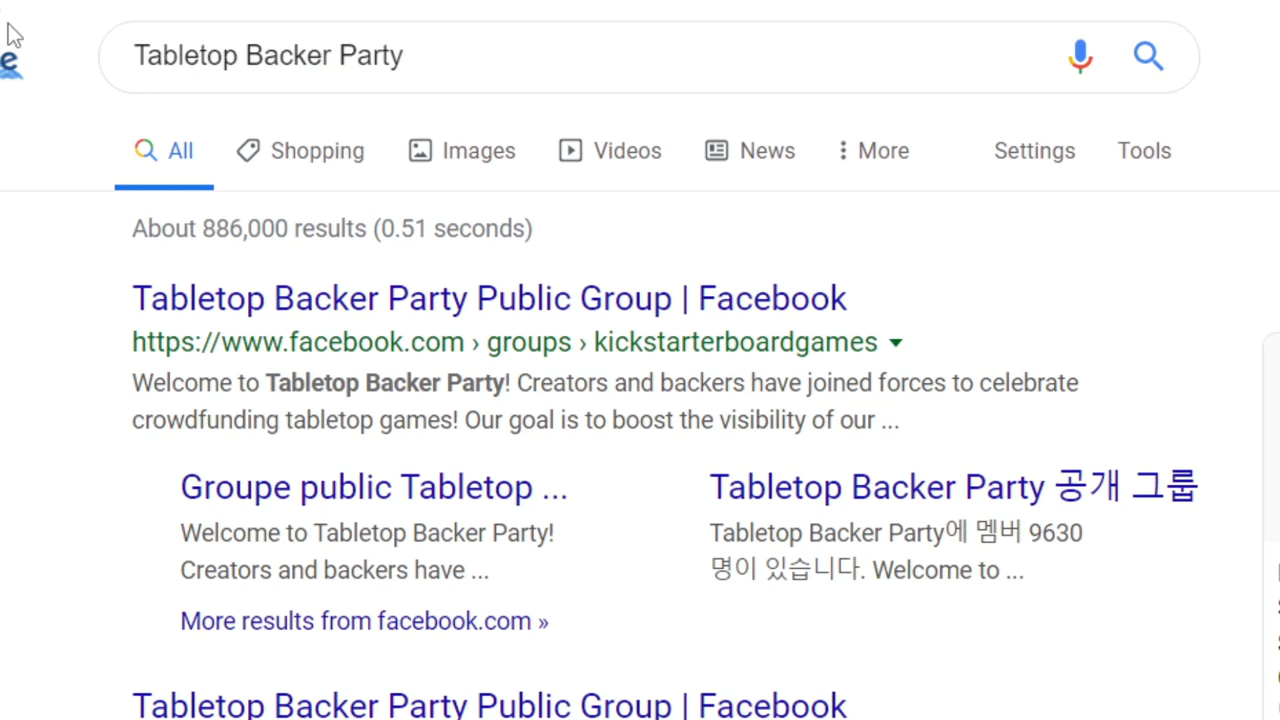 e
Tabletop Backer Party
All Shopping Images Videos News More Settings Tools
About 886,000 results (0.51 seconds)
Tabletop Backer Party Public Group | Facebook
https://www.facebook.com › groups › kickstarterboardgames
Welcome to Tabletop Backer Party! Creators and backers have joined forces to celebrate
crowdfunding tabletop games! Our goal is to boost the visibility of our ...
Groupe public Tabletop ...
Welcome to Tabletop Backer Party!
Creators and backers have ...
Tabletop Backer Party 공개 그룹
Tabletop Backer Party에 멤버 9630
명이 있습니다. Welcome to ...
More results from facebook.com »
Tabletop Backer Party Public Group | Facebook